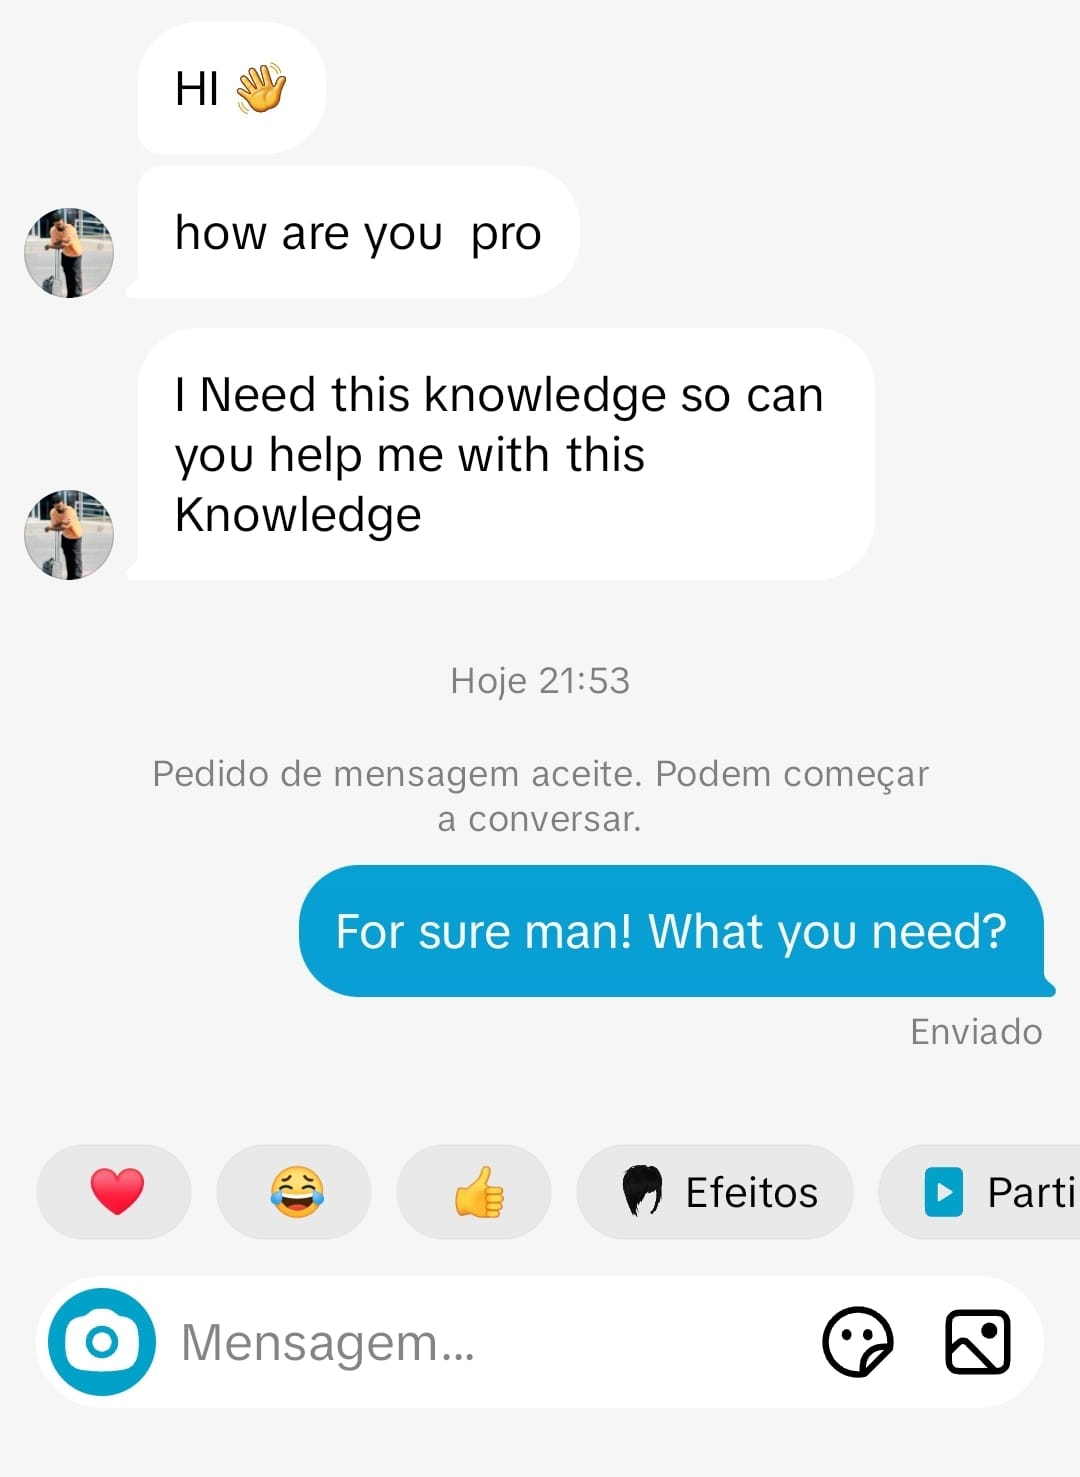 HI 👋
how are you  pro
I Need this knowledge so can
you help me with this
Knowledge
Hoje 21:53
Pedido de mensagem aceite. Podem começar
a conversar.
For sure man! What you need?
Enviado
Efeitos
Parti
Mensagem...